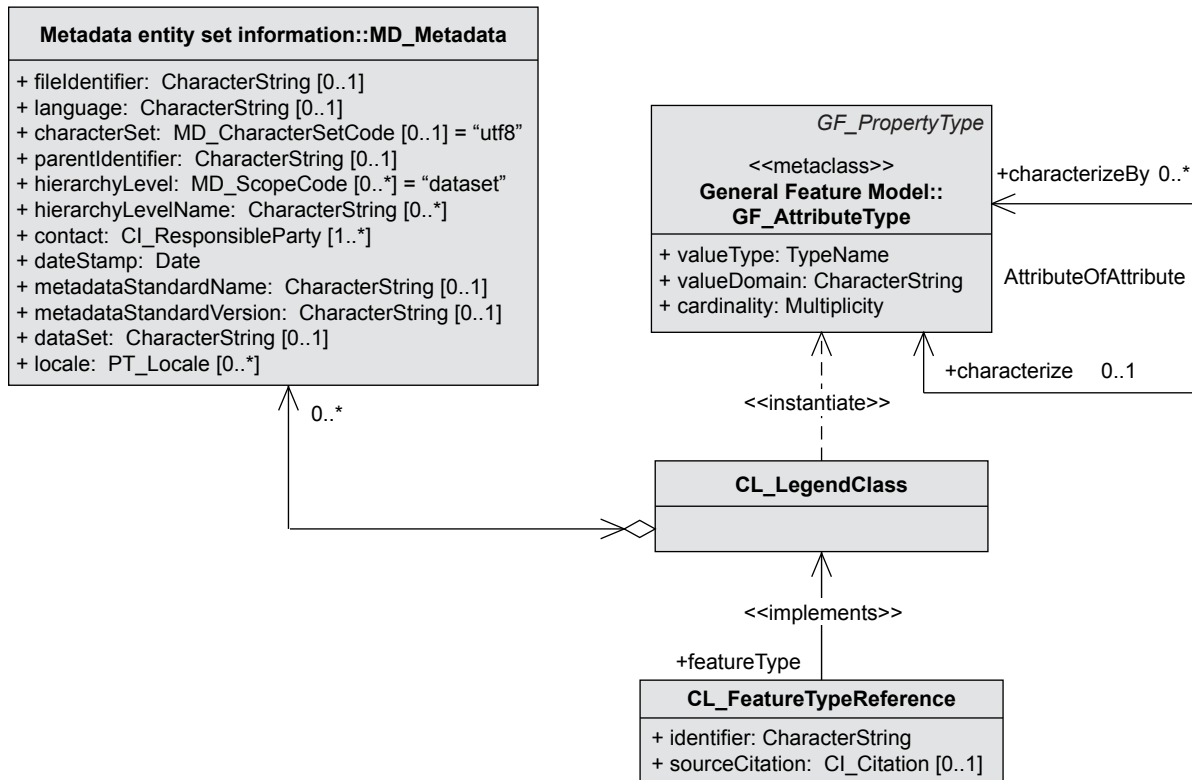 Metadata entity set information::MD_Metadata
+ fileIdentifier: CharacterString [0..1]
+ language: CharacterString [0..1]
+ characterSet: MD_CharacterSetCode [0..1] = “utf8”
+ parentIdentifier: CharacterString [0..1]
+ hierarchyLevel: MD_ScopeCode [0..*] = “dataset”
+ hierarchyLevelName: CharacterString [0..*]
+ contact: CI_ResponsibleParty [1..*]
+ dateStamp: Date
+ metadataStandardName: CharacterString [0..1]
+ metadataStandardVersion: CharacterString [0..1]
+ dataSet: CharacterString [0..1]
+ locale: PT_Locale [0..*]
0..*
GF_PropertyType
<<metaclass>>
General Feature Model::
GF_AttributeType
+ valueType: TypeName
+ valueDomain: CharacterString
+ cardinality: Multiplicity
+characterizeBy 0..*
AttributeOfAttribute
+characterize 0..1
<<instantiate>>
CL_LegendClass
<<implements>>
+featureType
CL_FeatureTypeReference
+ identifier: CharacterString
+ sourceCitation: CI_Citation [0..1]